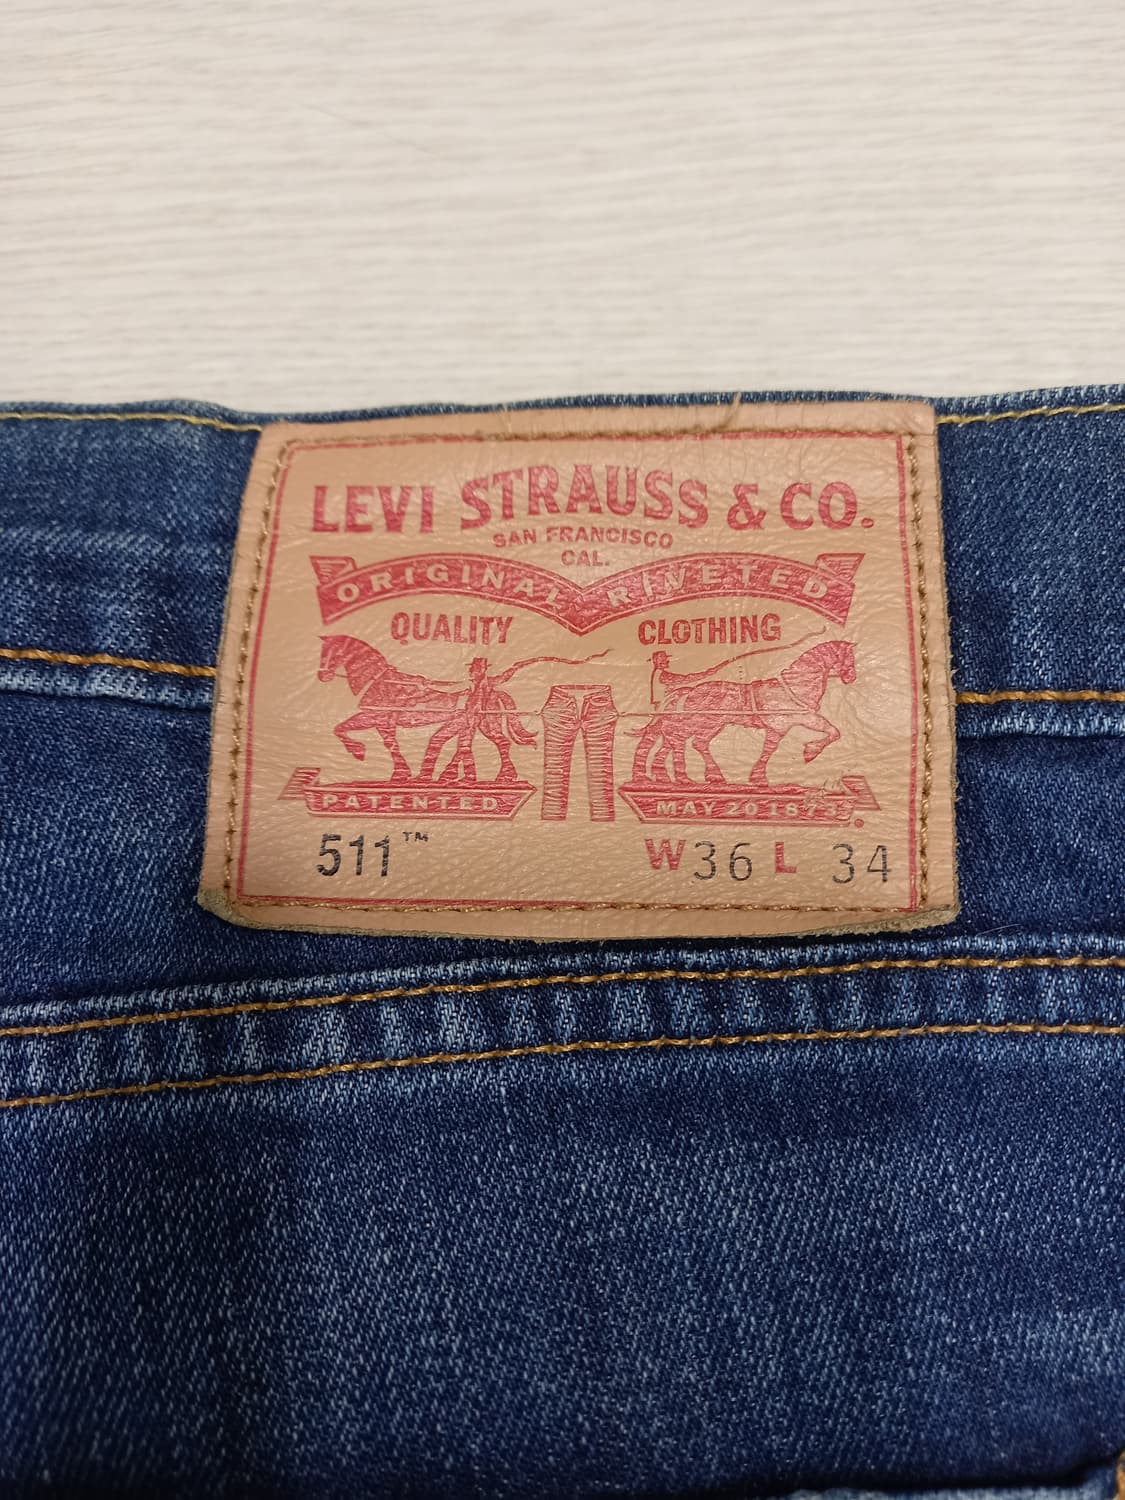 LEVI STRAUSS & CO.
SAN FRANCISCO
CAL.
ORIGINAL RIVETED
QUALITY CLOTHING
PATENTED MAY 20 1873
511™ W36 L 34